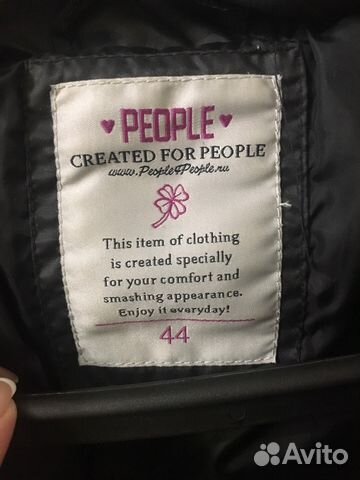 ♥ PEOPLE ♥
CREATED FOR PEOPLE
www.People4People.ru
This item of clothing
is created specially
for your comfort and
smashing appearance.
Enjoy it everyday!
44
Avito